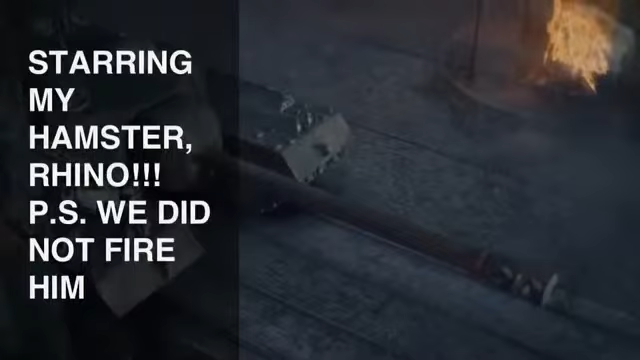 STARRING
MY
HAMSTER,
RHINO!!!
P.S. WE DID
NOT FIRE
HIM